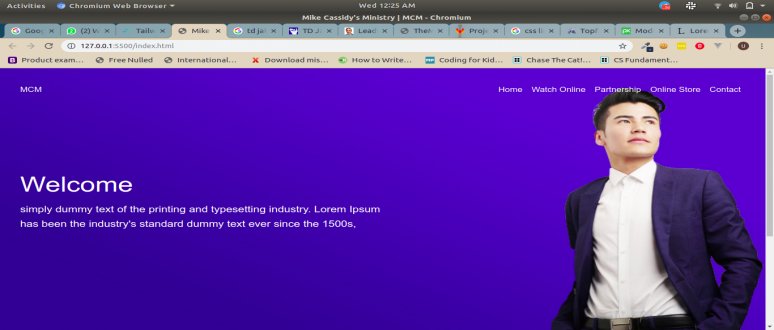 Activities Chromium Web Browser Wed 12:25 AM
Mike Cassidy's Ministry | MCM - Chromium
Goog (2) W Tailw Mike td ja TD J Lead Proje css l Top Mod L Lore
127.0.0.1:5500/index.html
Product exam... Free Nulled International... Download mis... How to Write... Coding for Kid... Chase The Cat!... CS Fundament...
MCM Home Watch Online Partnership Online Store Contact
Welcome
simply dummy text of the printing and typesetting industry. Lorem Ipsum
has been the industry's standard dummy text ever since the 1500s,